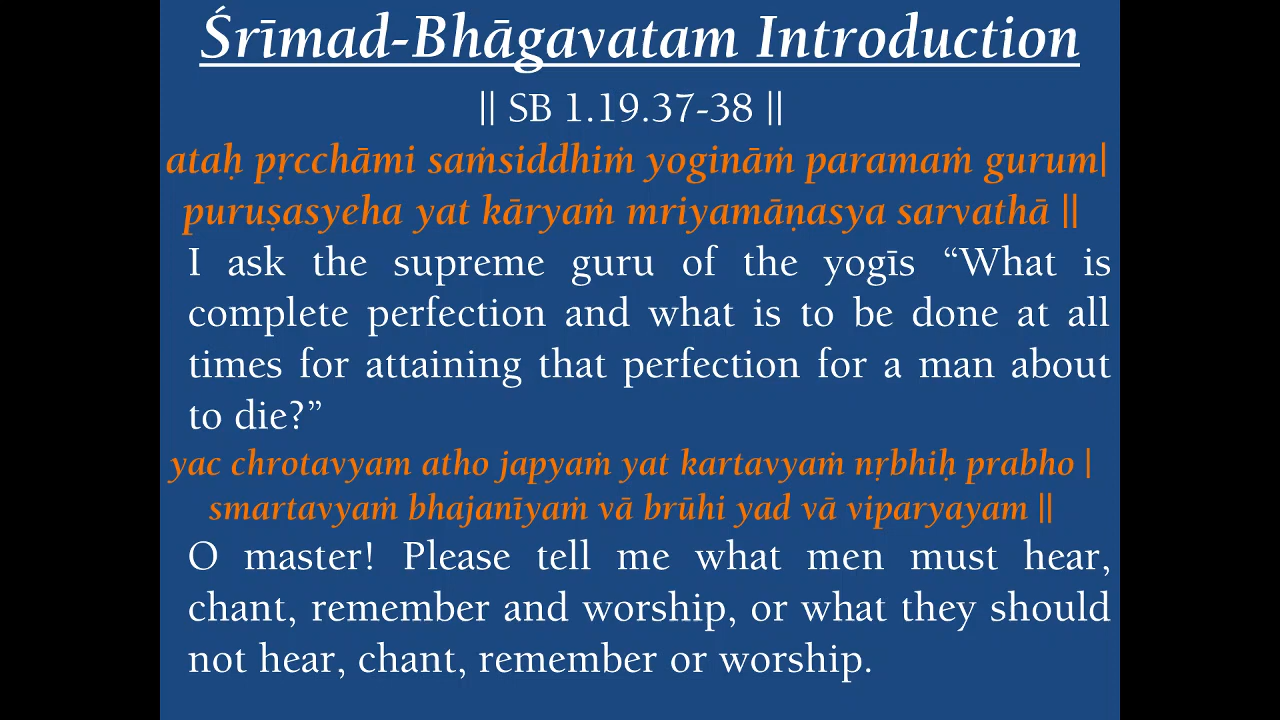 Śrīmad-Bhāgavatam Introduction
|| SB 1.19.37-38 ||
ataḥ pṛcchāmi saṁsiddhiṁ yogināṁ paramaṁ gurum|
puruṣasyeha yat kāryaṁ mriyamāṇasya sarvathā ||
I ask the supreme guru of the yogīs “What is
complete perfection and what is to be done at all
times for attaining that perfection for a man about
to die?”
yac chrotavyam atho japyaṁ yat kartavyaṁ nṛbhiḥ prabho |
smartavyaṁ bhajanīyaṁ vā brūhi yad vā viparyayam ||
O master! Please tell me what men must hear,
chant, remember and worship, or what they should
not hear, chant, remember or worship.